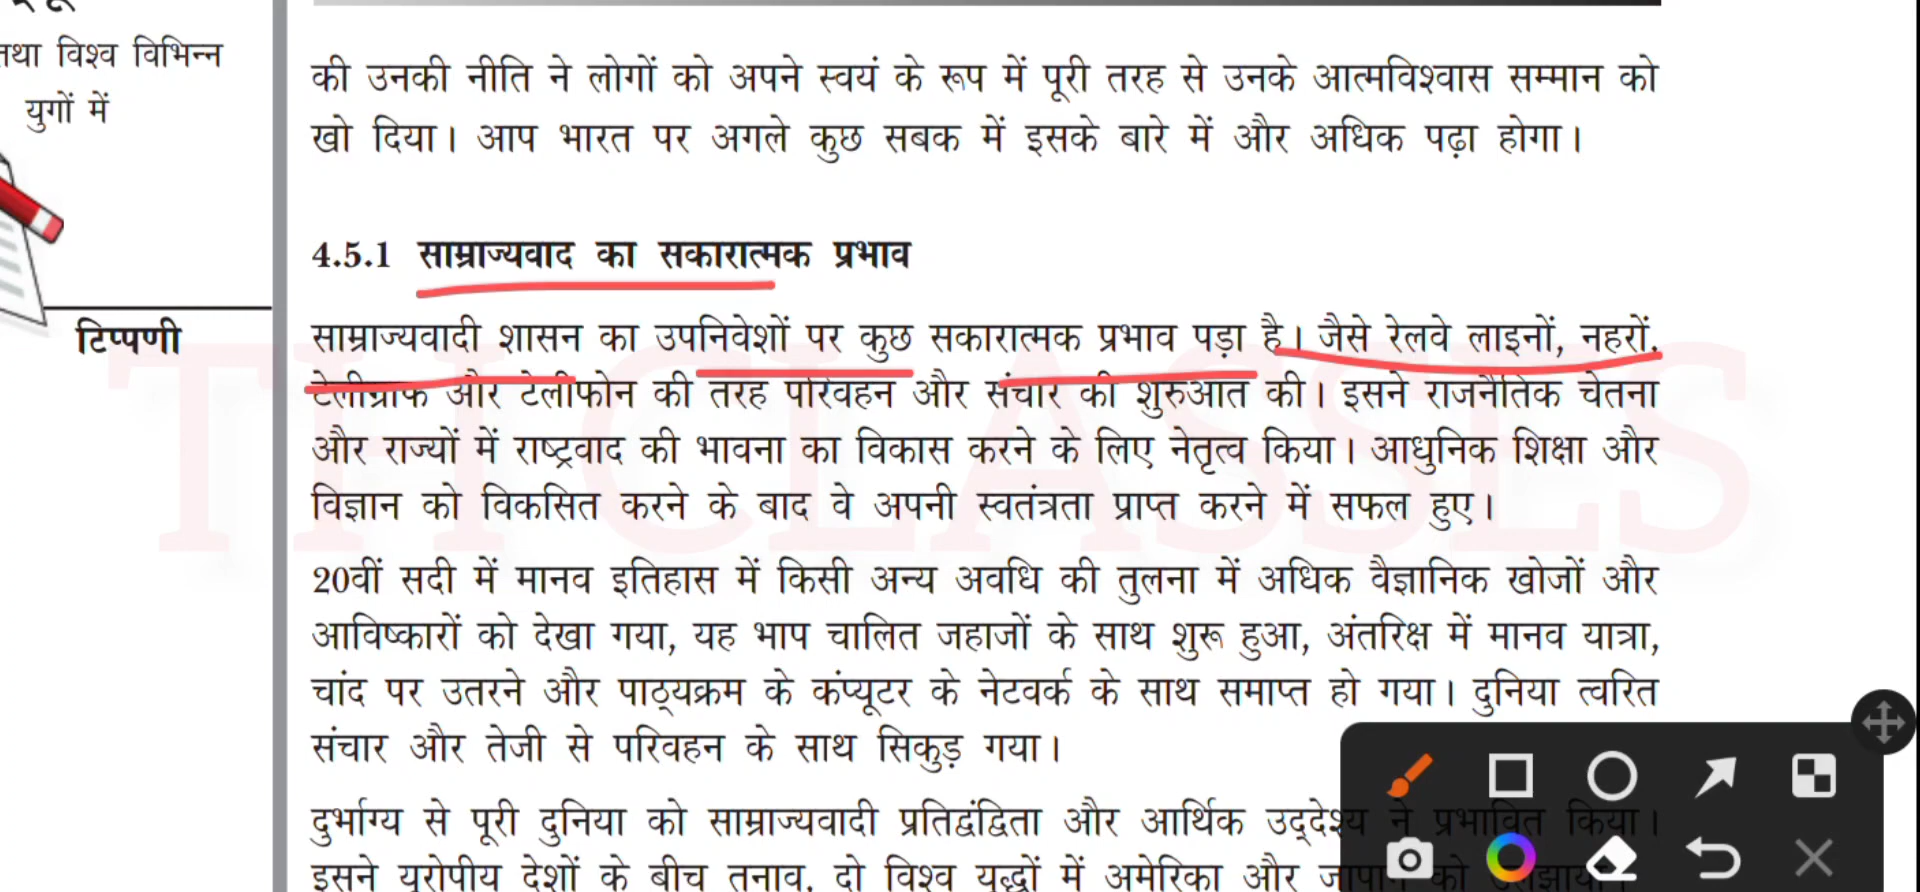 तथा विश्व विभिन्न
युगों में
टिप्पणी
की उनकी नीति ने लोगों को अपने स्वयं के रूप में पूरी तरह से उनके आत्मविश्वास सम्मान को
खो दिया। आप भारत पर अगले कुछ सबक में इसके बारे में और अधिक पढ़ा होगा।
4.5.1 साम्राज्यवाद का सकारात्मक प्रभाव
साम्राज्यवादी शासन का उपनिवेशों पर कुछ सकारात्मक प्रभाव पड़ा है। जैसे रेलवे लाइनों, नहरों,
टेलीग्राफ और टेलीफोन की तरह परिवहन और संचार की शुरुआत की। इसने राजनैतिक चेतना
और राज्यों में राष्ट्रवाद की भावना का विकास करने के लिए नेतृत्व किया। आधुनिक शिक्षा और
विज्ञान को विकसित करने के बाद वे अपनी स्वतंत्रता प्राप्त करने में सफल हुए।
20वीं सदी में मानव इतिहास में किसी अन्य अवधि की तुलना में अधिक वैज्ञानिक खोजों और
आविष्कारों को देखा गया, यह भाप चालित जहाजों के साथ शुरू हुआ, अंतरिक्ष में मानव यात्रा,
चांद पर उतरने और पाठ्यक्रम के कंप्यूटर के नेटवर्क के साथ समाप्त हो गया। दुनिया त्वरित
संचार और तेजी से परिवहन के साथ सिकुड़ गया।
दुर्भाग्य से पूरी दुनिया को साम्राज्यवादी प्रतिद्वंद्विता और आर्थिक उद्देश्य ने प्रभावित किया।
इसने यूरोपीय देशों के बीच तनाव, दो विश्व युद्धों में अमेरिका और जापान को उलझाया।
TH CLASSES